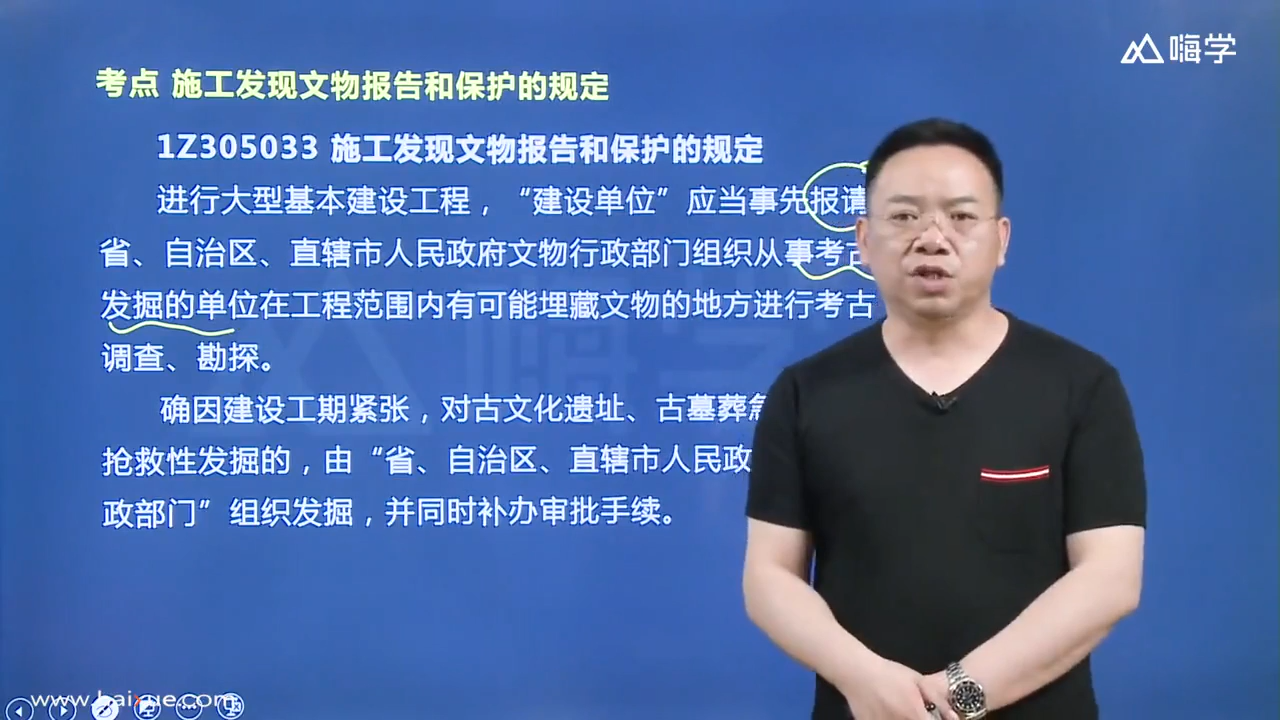 嗨学
考点 施工发现文物报告和保护的规定
1Z305033 施工发现文物报告和保护的规定
进行大型基本建设工程，“建设单位”应当事先报请
省、自治区、直辖市人民政府文物行政部门组织从事考古
发掘的单位在工程范围内有可能埋藏文物的地方进行考古
调查、勘探。
确因建设工期紧张，对古文化遗址、古墓葬急
抢救性发掘的，由“省、自治区、直辖市人民政
政部门”组织发掘，并同时补办审批手续。
www.haixue.com